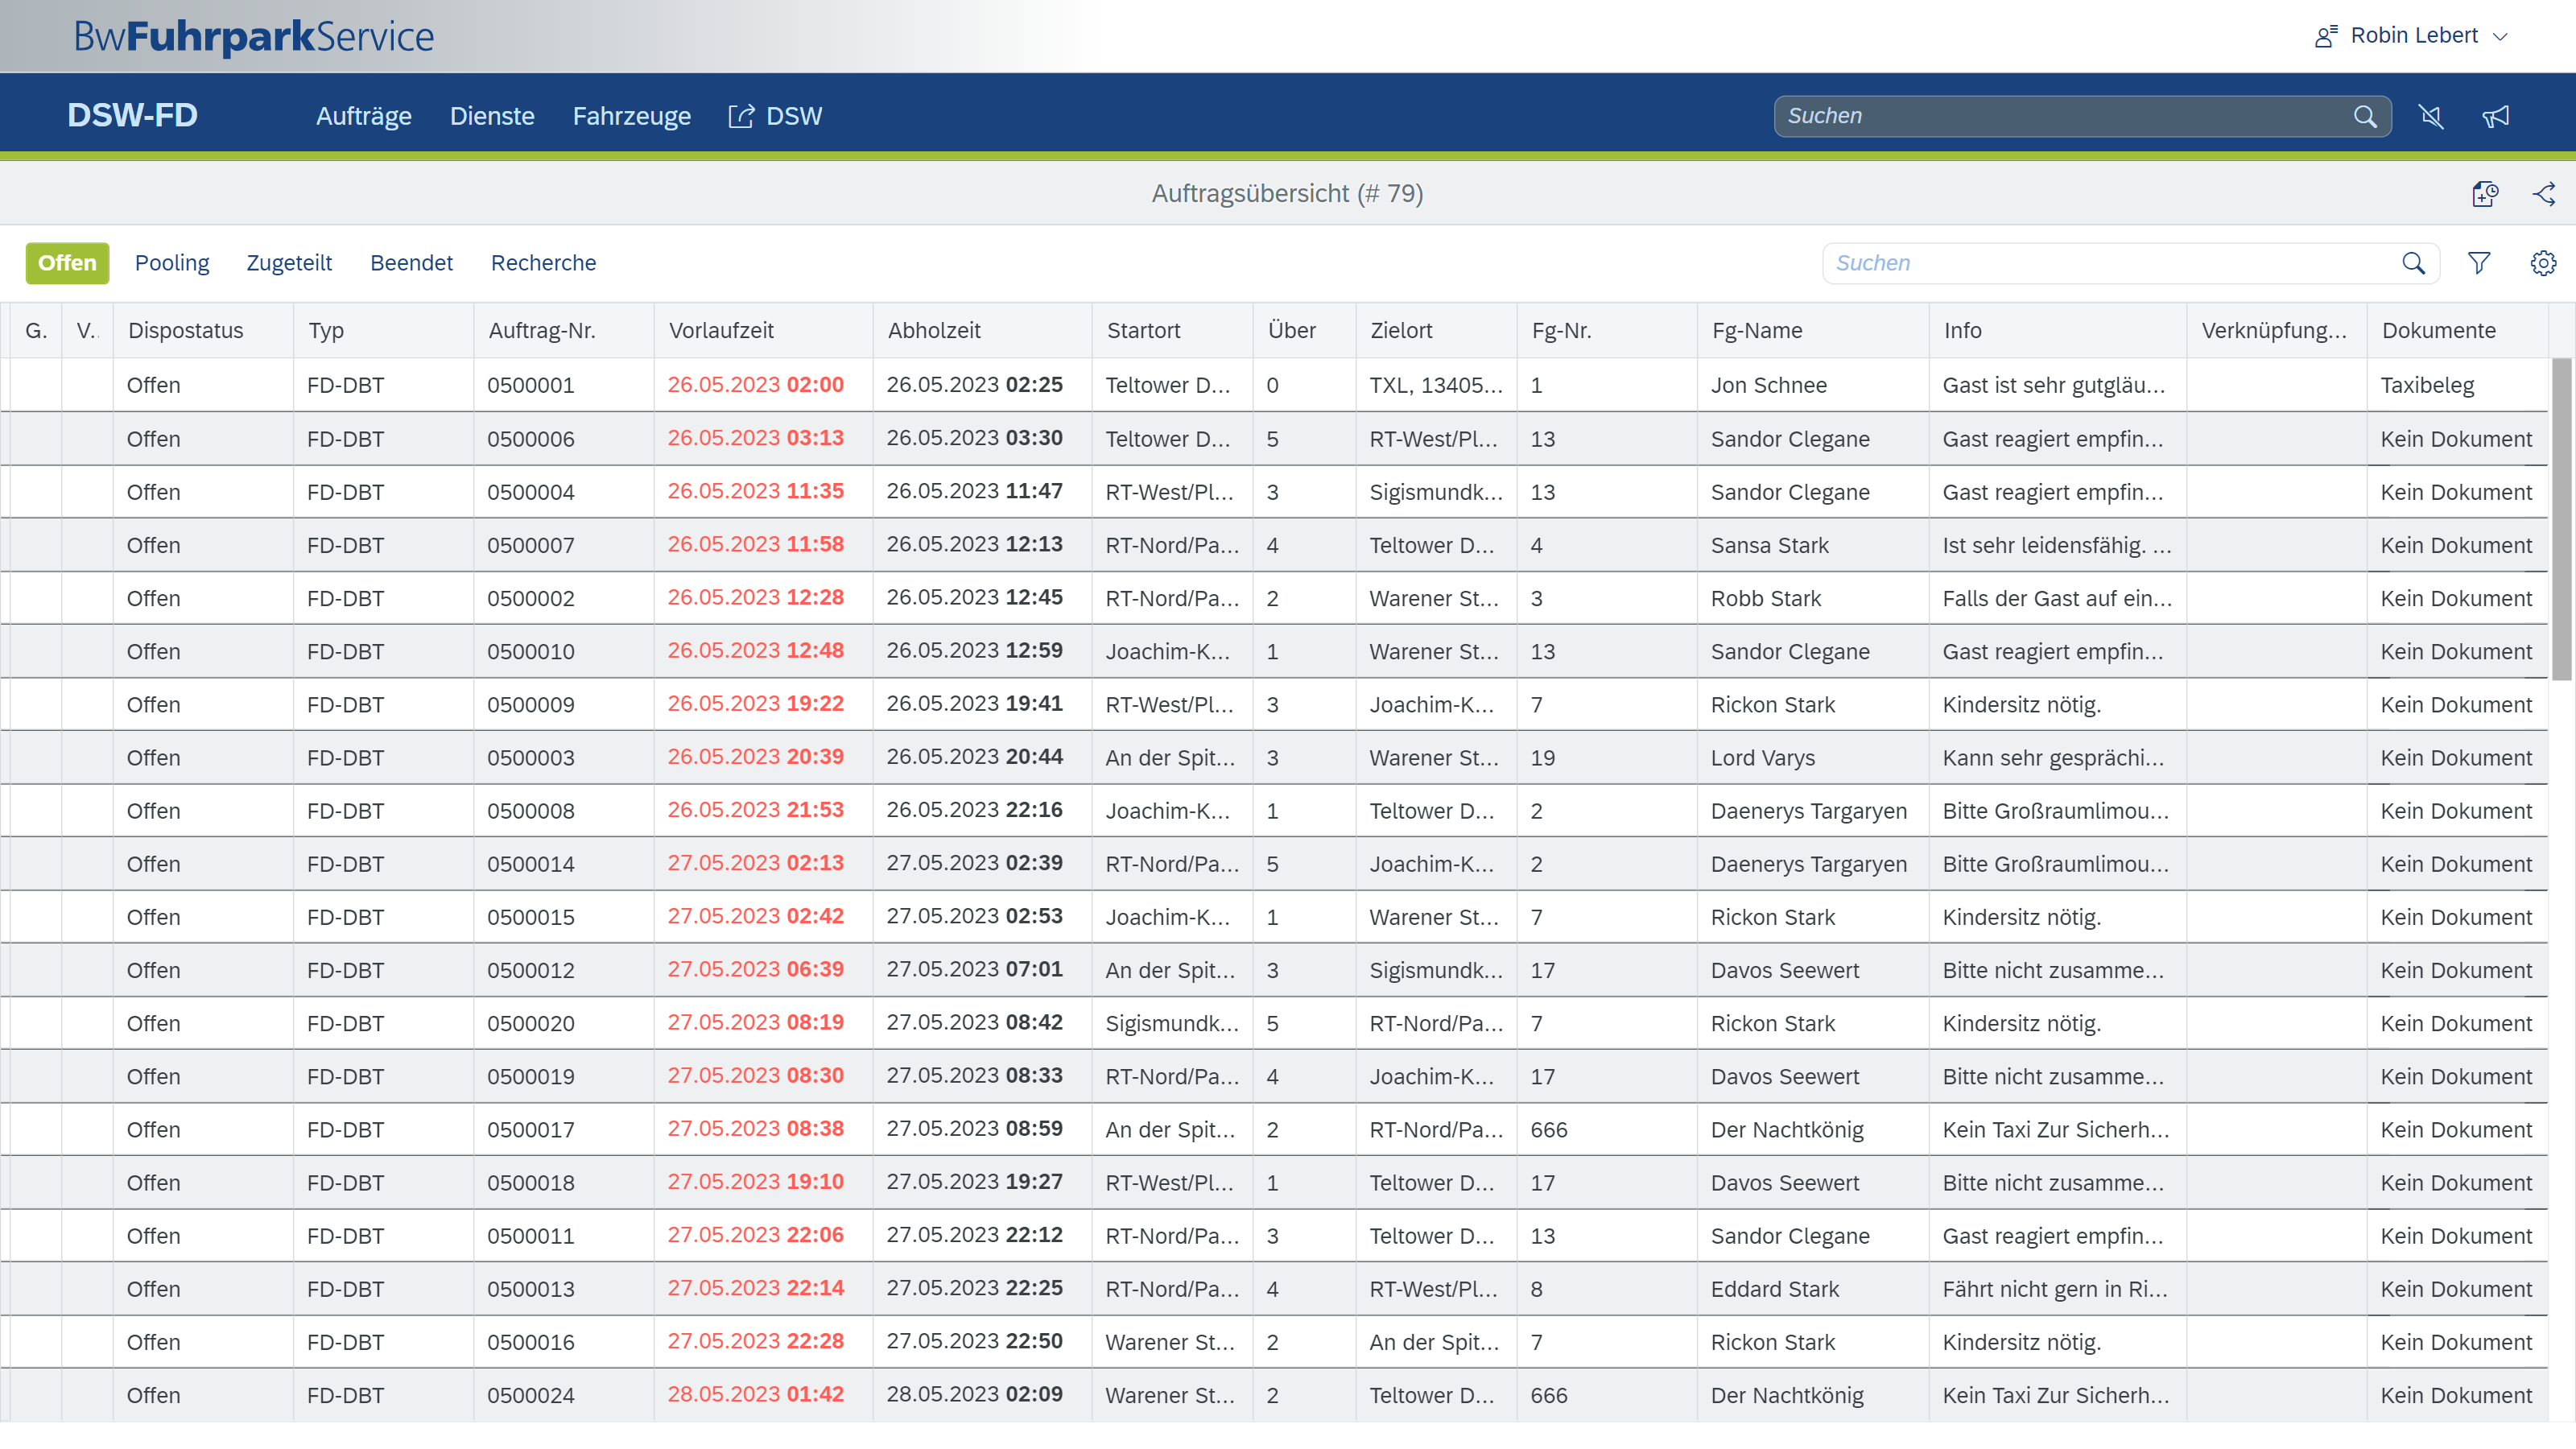 BwFuhrparkService
Robin Lebert
DSW-FD Aufträge Dienste Fahrzeuge DSW Suchen
Auftragsübersicht (# 79)
Offen Pooling Zugeteilt Beendet Recherche Suchen
G. V.. Dispostatus Typ Auftrag-Nr. Vorlaufzeit Abholzeit Startort Über Zielort Fg-Nr. Fg-Name Info Verknüpfung... Dokumente
Offen FD-DBT 0500001 26.05.2023 02:00 26.05.2023 02:25 Teltower D... 0 TXL, 13405... 1 Jon Schnee Gast ist sehr gutgläu... Taxibeleg
Offen FD-DBT 0500006 26.05.2023 03:13 26.05.2023 03:30 Teltower D... 5 RT-West/Pl... 13 Sandor Clegane Gast reagiert empfin... Kein Dokument
Offen FD-DBT 0500004 26.05.2023 11:35 26.05.2023 11:47 RT-West/Pl... 3 Sigismundk... 13 Sandor Clegane Gast reagiert empfin... Kein Dokument
Offen FD-DBT 0500007 26.05.2023 11:58 26.05.2023 12:13 RT-Nord/Pa... 4 Teltower D... 4 Sansa Stark Ist sehr leidensfähig. ... Kein Dokument
Offen FD-DBT 0500002 26.05.2023 12:28 26.05.2023 12:45 RT-Nord/Pa... 2 Warener St... 3 Robb Stark Falls der Gast auf ein... Kein Dokument
Offen FD-DBT 0500010 26.05.2023 12:48 26.05.2023 12:59 Joachim-K... 1 Warener St... 13 Sandor Clegane Gast reagiert empfin... Kein Dokument
Offen FD-DBT 0500009 26.05.2023 19:22 26.05.2023 19:41 RT-West/Pl... 3 Joachim-K... 7 Rickon Stark Kindersitz nötig. Kein Dokument
Offen FD-DBT 0500003 26.05.2023 20:39 26.05.2023 20:44 An der Spit... 3 Warener St... 19 Lord Varys Kann sehr gesprächi... Kein Dokument
Offen FD-DBT 0500008 26.05.2023 21:53 26.05.2023 22:16 Joachim-K... 1 Teltower D... 2 Daenerys Targaryen Bitte Großraumlimou... Kein Dokument
Offen FD-DBT 0500014 27.05.2023 02:13 27.05.2023 02:39 RT-Nord/Pa... 5 Joachim-K... 2 Daenerys Targaryen Bitte Großraumlimou... Kein Dokument
Offen FD-DBT 0500015 27.05.2023 02:42 27.05.2023 02:53 Joachim-K... 1 Warener St... 7 Rickon Stark Kindersitz nötig. Kein Dokument
Offen FD-DBT 0500012 27.05.2023 06:39 27.05.2023 07:01 An der Spit... 3 Sigismundk... 17 Davos Seewert Bitte nicht zusamme... Kein Dokument
Offen FD-DBT 0500020 27.05.2023 08:19 27.05.2023 08:42 Sigismundk... 5 RT-Nord/Pa... 7 Rickon Stark Kindersitz nötig. Kein Dokument
Offen FD-DBT 0500019 27.05.2023 08:30 27.05.2023 08:33 RT-Nord/Pa... 4 Joachim-K... 17 Davos Seewert Bitte nicht zusamme... Kein Dokument
Offen FD-DBT 0500017 27.05.2023 08:38 27.05.2023 08:59 An der Spit... 2 RT-Nord/Pa... 666 Der Nachtkönig Kein Taxi Zur Sicherh... Kein Dokument
Offen FD-DBT 0500018 27.05.2023 19:10 27.05.2023 19:27 RT-West/Pl... 1 Teltower D... 17 Davos Seewert Bitte nicht zusamme... Kein Dokument
Offen FD-DBT 0500011 27.05.2023 22:06 27.05.2023 22:12 RT-Nord/Pa... 3 Teltower D... 13 Sandor Clegane Gast reagiert empfin... Kein Dokument
Offen FD-DBT 0500013 27.05.2023 22:14 27.05.2023 22:25 RT-Nord/Pa... 4 RT-West/Pl... 8 Eddard Stark Fährt nicht gern in Ri... Kein Dokument
Offen FD-DBT 0500016 27.05.2023 22:28 27.05.2023 22:50 Warener St... 2 An der Spit... 7 Rickon Stark Kindersitz nötig. Kein Dokument
Offen FD-DBT 0500024 28.05.2023 01:42 28.05.2023 02:09 Warener St... 2 Teltower D... 666 Der Nachtkönig Kein Taxi Zur Sicherh... Kein Dokument